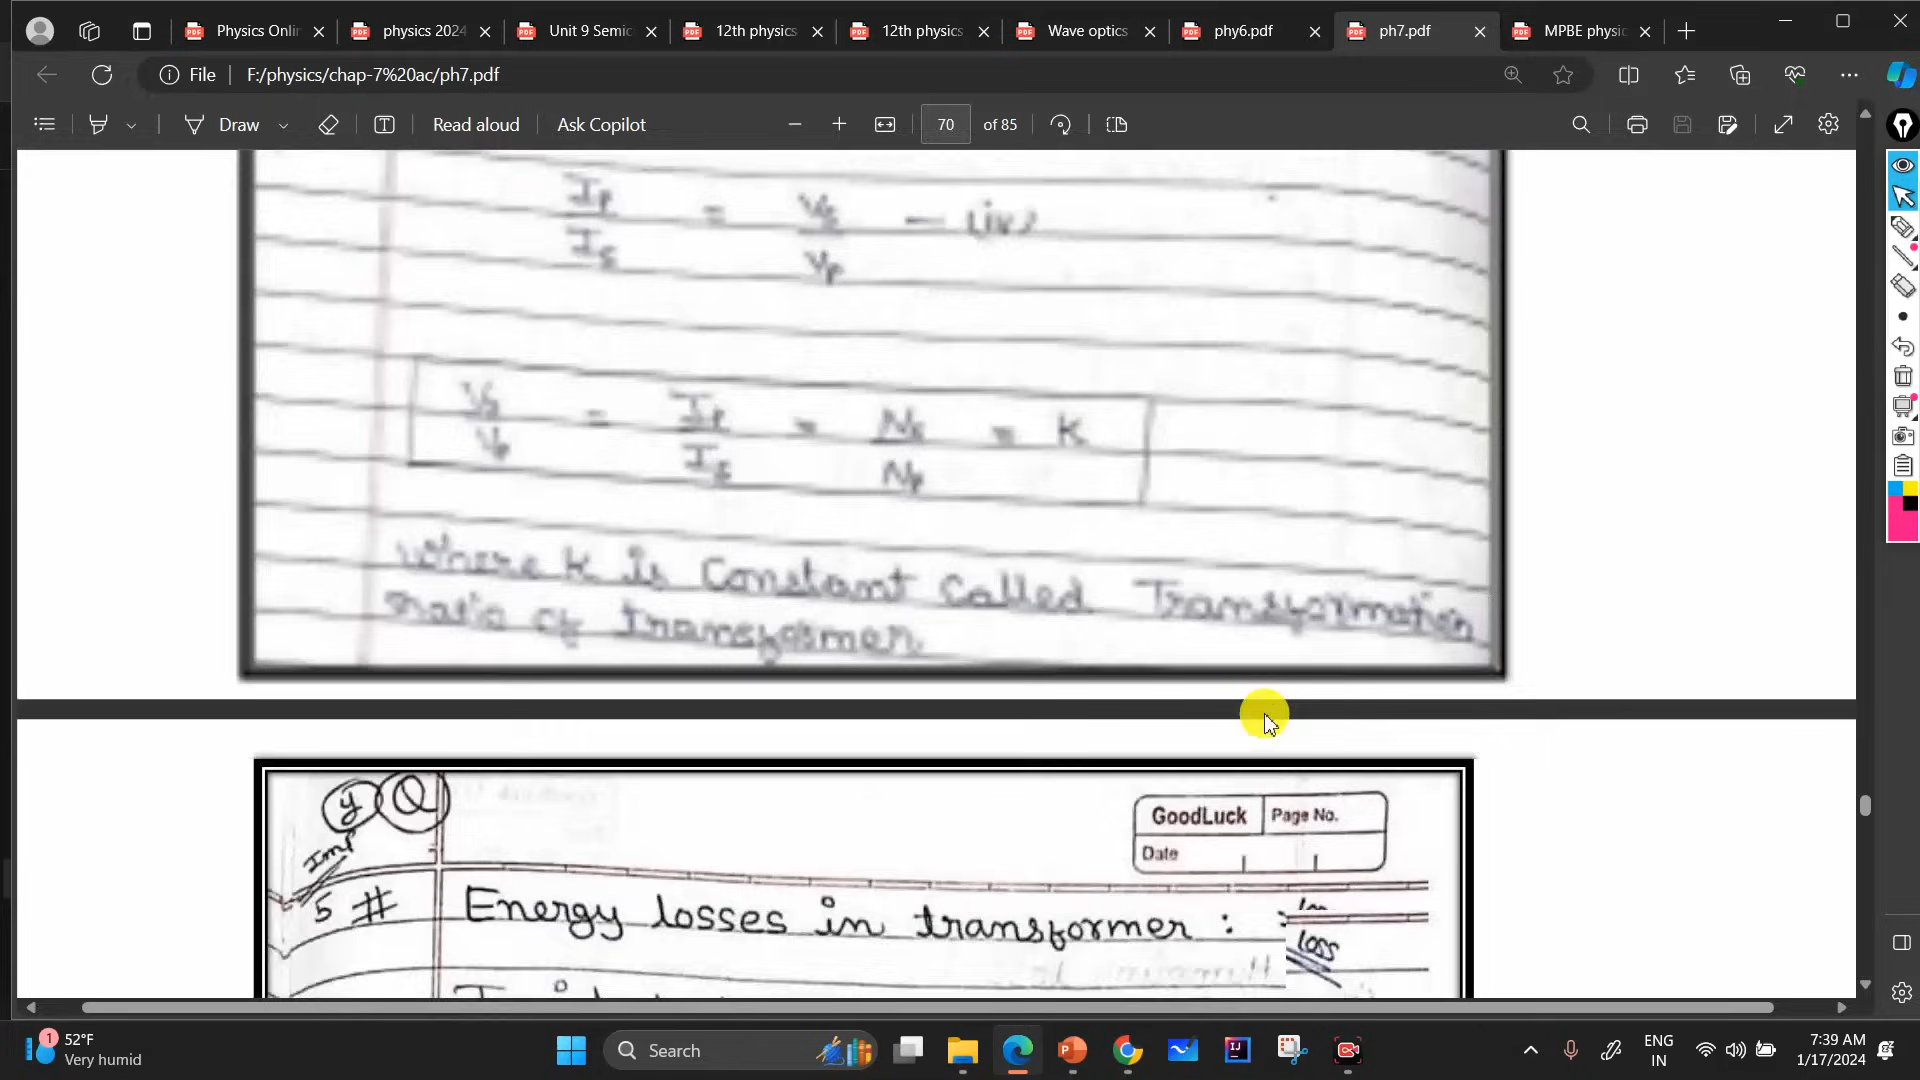 Physics Onlin
physics 2024
Unit 9 Semic
12th physics
12th physics
Wave optics
phy6.pdf
ph7.pdf
MPBE physic
File
F:/physics/chap-7%20ac/ph7.pdf
Draw
Read aloud
Ask Copilot
70 of 85
Ip/Is = Vs/Vp — (iv)
Vs/Vp = Ip/Is = Ns/Np = K
where K is Constant Called Transformation
ratio of transformer.
y Q
GoodLuck
Page No.
Date
Imp
5 # Energy losses in transformer :
loss
1
52°F
Very humid
Search
ENG
IN
7:39 AM
1/17/2024